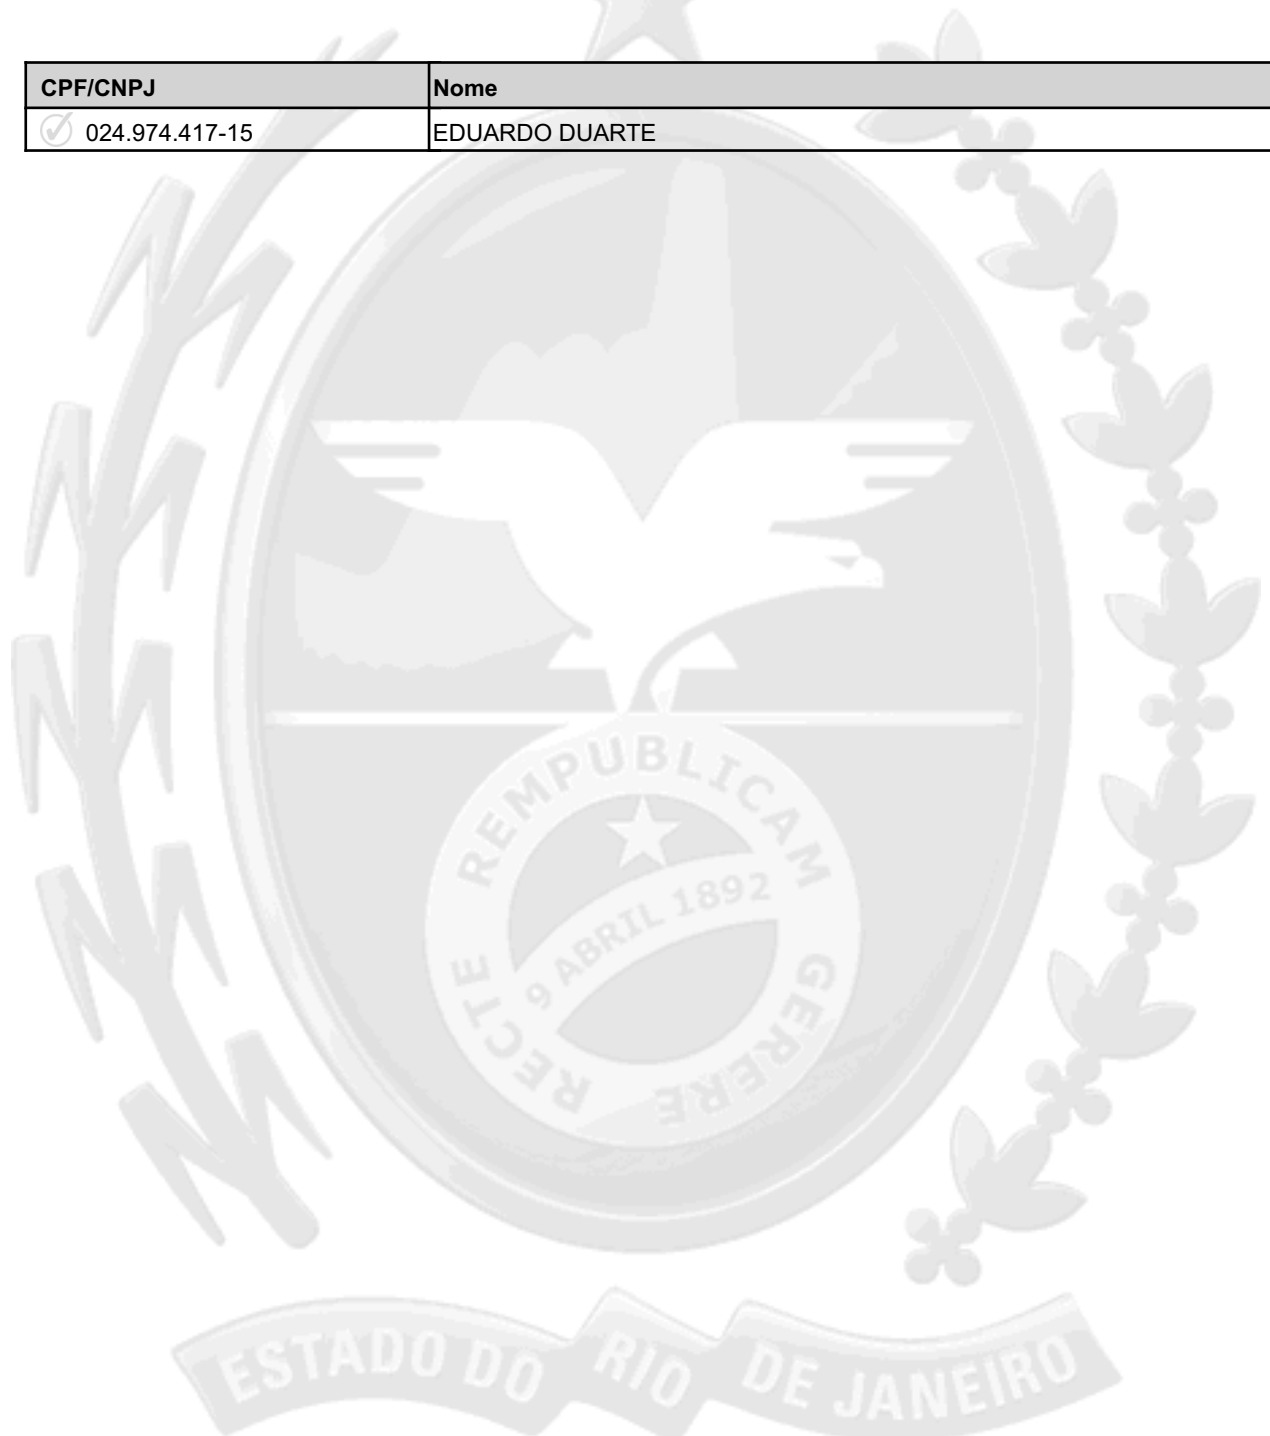 CPF/CNPJ Nome
024.974.417-15 EDUARDO DUARTE
REMPUBLICAM
9 ABRIL 1892
RECTE GERERE
ESTADO DO RIO DE JANEIRO